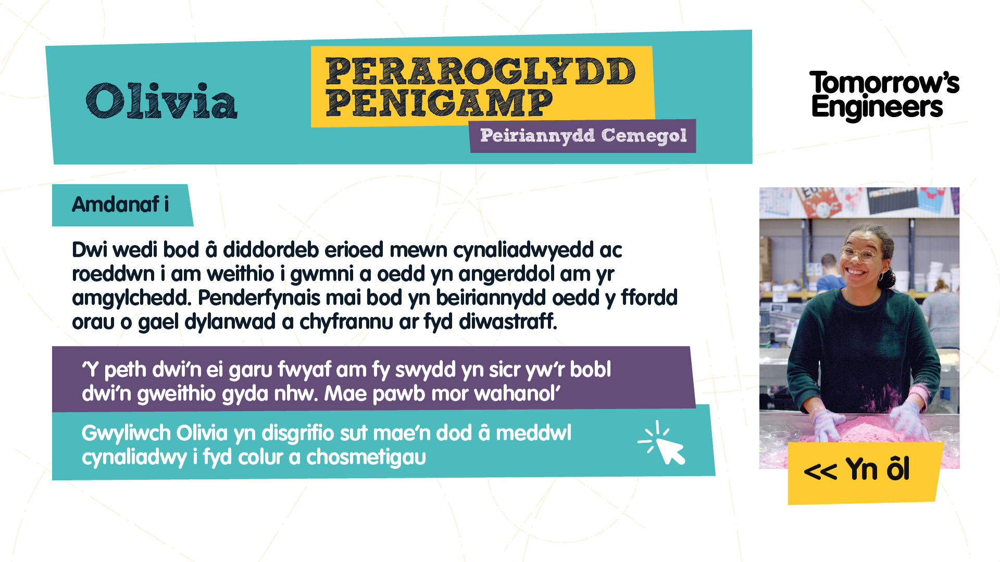 Olivia
PERAROGLYDD
PENIGAMP
Peiriannydd Cemegol
Tomorrow's
Engineers
Amdanaf i
Dwi wedi bod â diddordeb erioed mewn cynaliadwyedd ac
roeddwn i am weithio i gwmni a oedd yn angerddol am yr
amgylchedd. Penderfynais mai bod yn beiriannydd oedd y ffordd
orau o gael dylanwad a chyfrannu ar fyd diwastraff.
‘Y peth dwi’n ei garu fwyaf am fy swydd yn sicr yw’r bobl
dwi’n gweithio gyda nhw. Mae pawb mor wahanol’
Gwyliwch Olivia yn disgrifio sut mae’n dod â meddwl
cynaliadwy i fyd colur a chosmetigau
<< Yn ôl